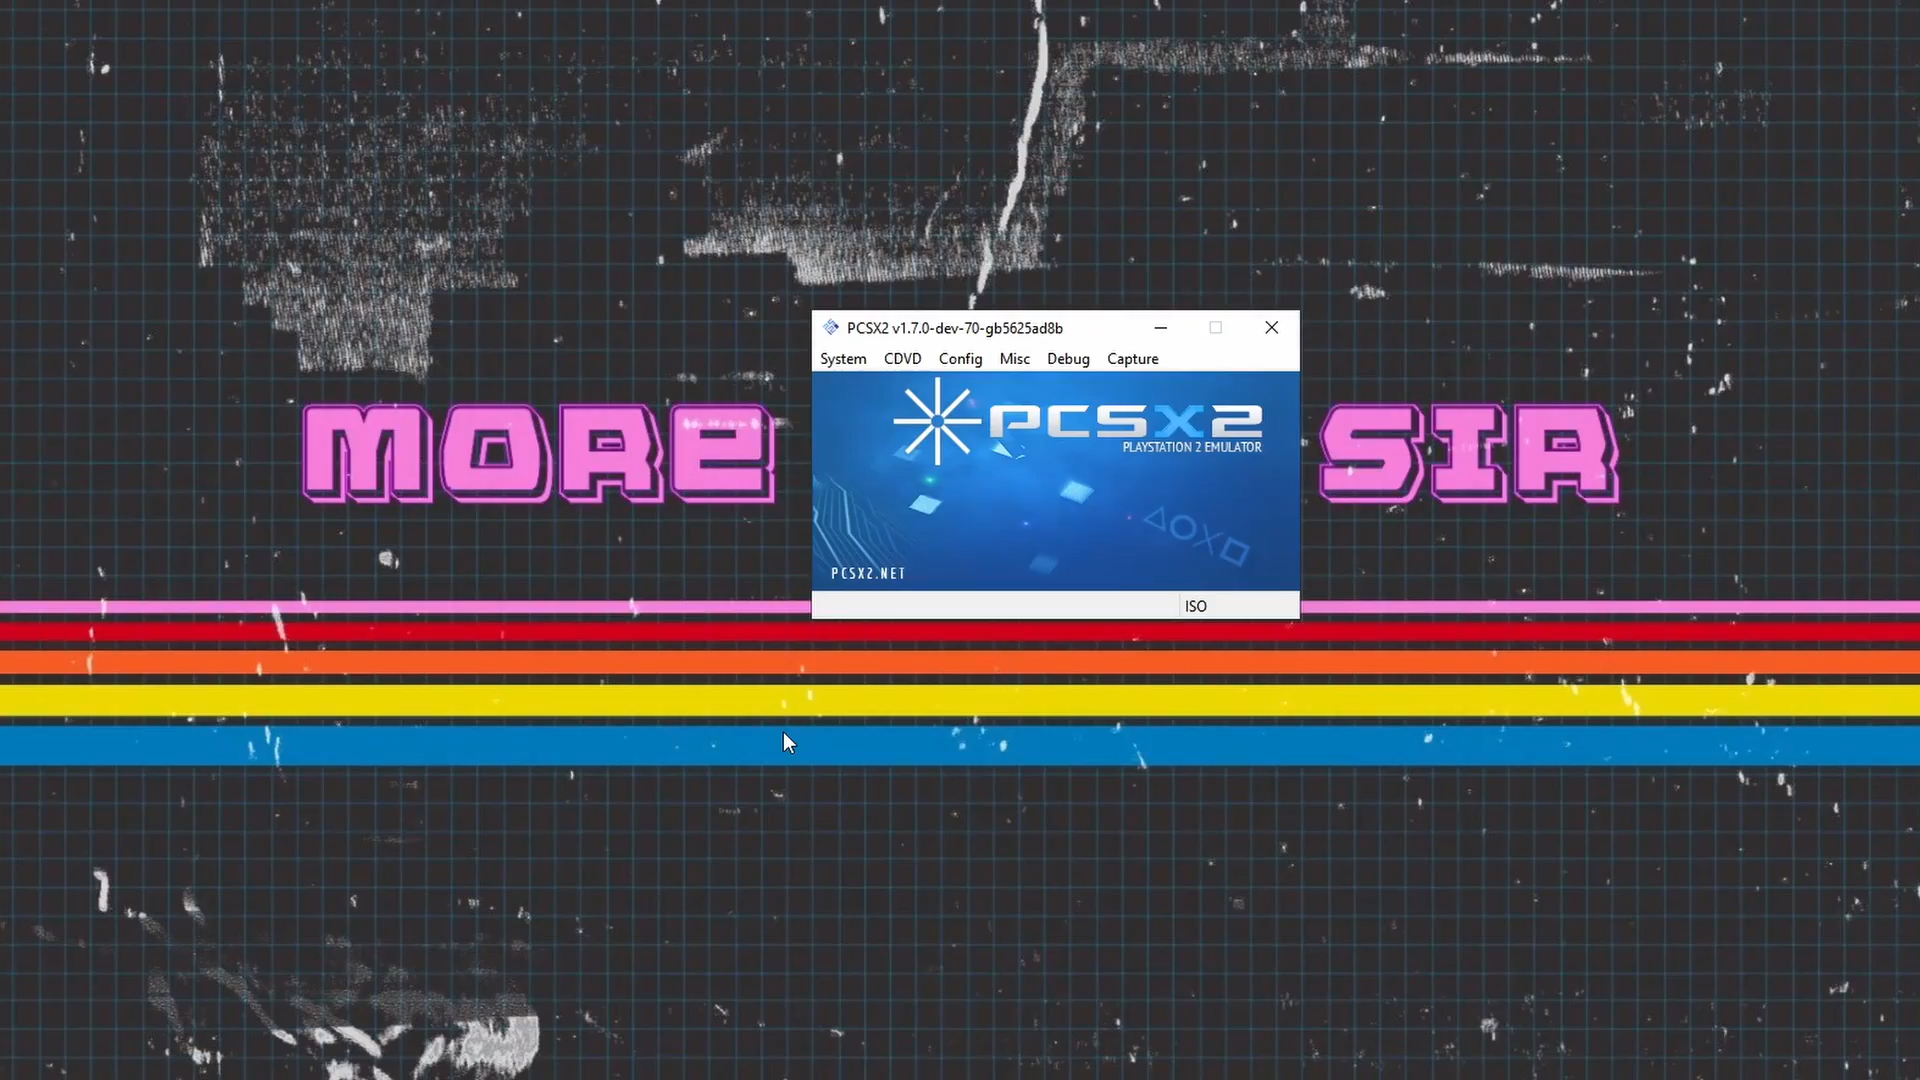 PCSX2 v1.7.0-dev-70-gb5625ad8b
System CDVD Config Misc Debug Capture
PCSX2
PLAYSTATION 2 EMULATOR
MORE SIR
PCSX2.NET
ISO